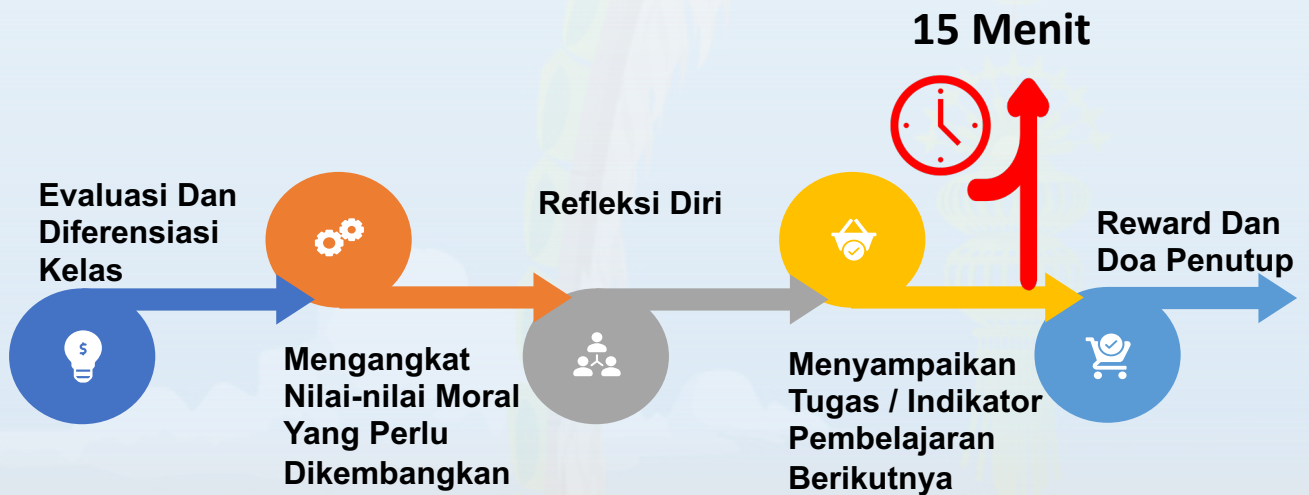 15 Menit
Evaluasi Dan
Diferensiasi
Kelas
Mengangkat
Nilai-nilai Moral
Yang Perlu
Dikembangkan
Refleksi Diri
Menyampaikan
Tugas / Indikator
Pembelajaran
Berikutnya
Reward Dan
Doa Penutup
$